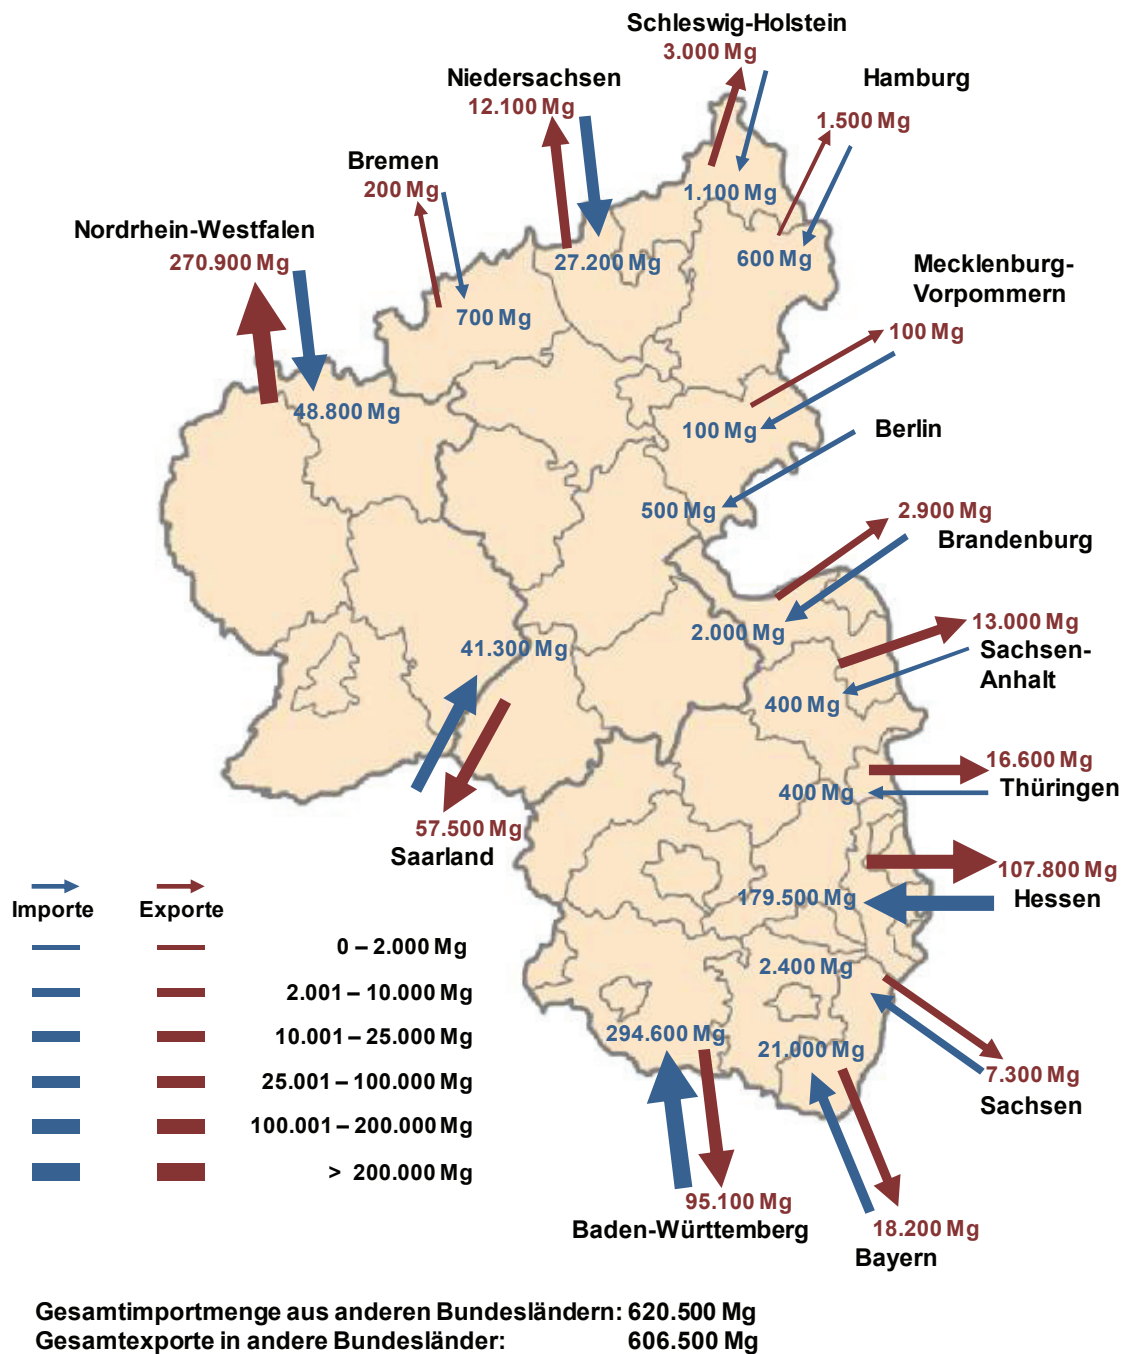 Schleswig-Holstein
3.000 Mg
Niedersachsen
12.100 Mg
Hamburg
1.500 Mg
Bremen
200 Mg
1.100 Mg
Nordrhein-Westfalen
270.900 Mg
27.200 Mg
600 Mg
Mecklenburg-
Vorpommern
700 Mg
100 Mg
48.800 Mg
100 Mg
Berlin
500 Mg
2.900 Mg
Brandenburg
2.000 Mg
13.000 Mg
Sachsen-
Anhalt
41.300 Mg
400 Mg
16.600 Mg
Thüringen
400 Mg
57.500 Mg
Saarland
107.800 Mg
Hessen
179.500 Mg
Importe Exporte
0 – 2.000 Mg
2.001 – 10.000 Mg
10.001 – 25.000 Mg
25.001 – 100.000 Mg
100.001 – 200.000 Mg
> 200.000 Mg
2.400 Mg
294.600 Mg
21.000 Mg
7.300 Mg
Sachsen
95.100 Mg
Baden-Württemberg
18.200 Mg
Bayern
Gesamtimportmenge aus anderen Bundesländern: 620.500 Mg
Gesamtexporte in andere Bundesländer: 606.500 Mg